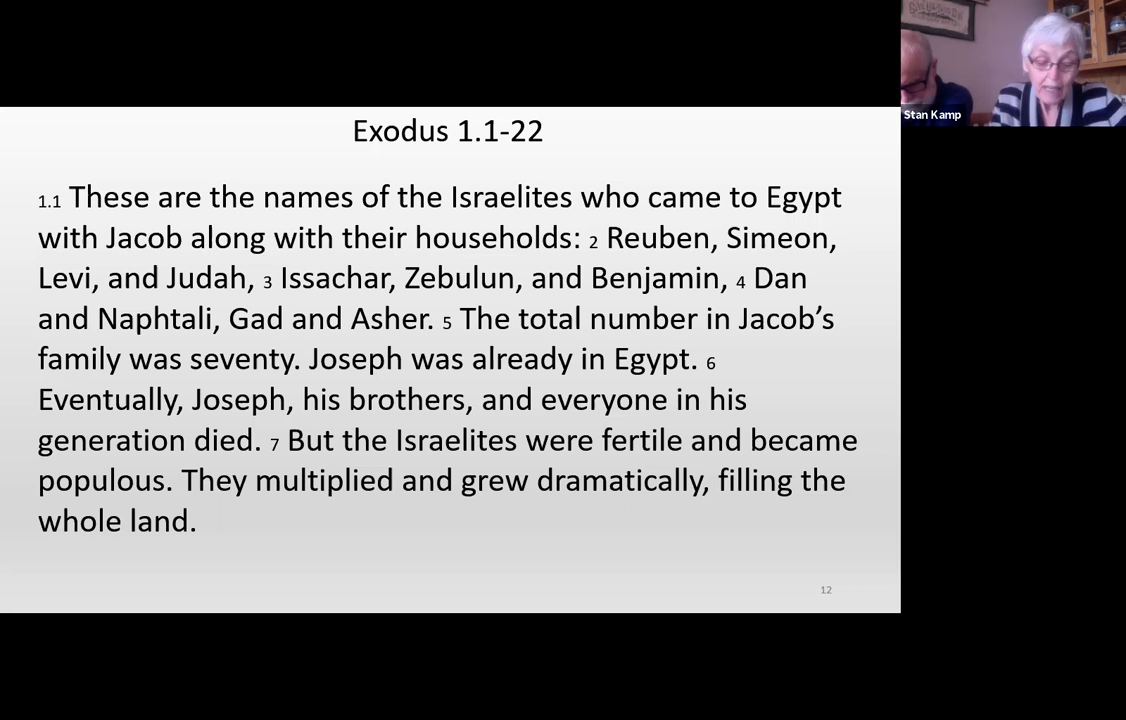 Exodus 1.1-22
1.1 These are the names of the Israelites who came to Egypt
with Jacob along with their households: 2 Reuben, Simeon,
Levi, and Judah, 3 Issachar, Zebulun, and Benjamin, 4 Dan
and Naphtali, Gad and Asher. 5 The total number in Jacob’s
family was seventy. Joseph was already in Egypt. 6
Eventually, Joseph, his brothers, and everyone in his
generation died. 7 But the Israelites were fertile and became
populous. They multiplied and grew dramatically, filling the
whole land.
12
Stan Kamp